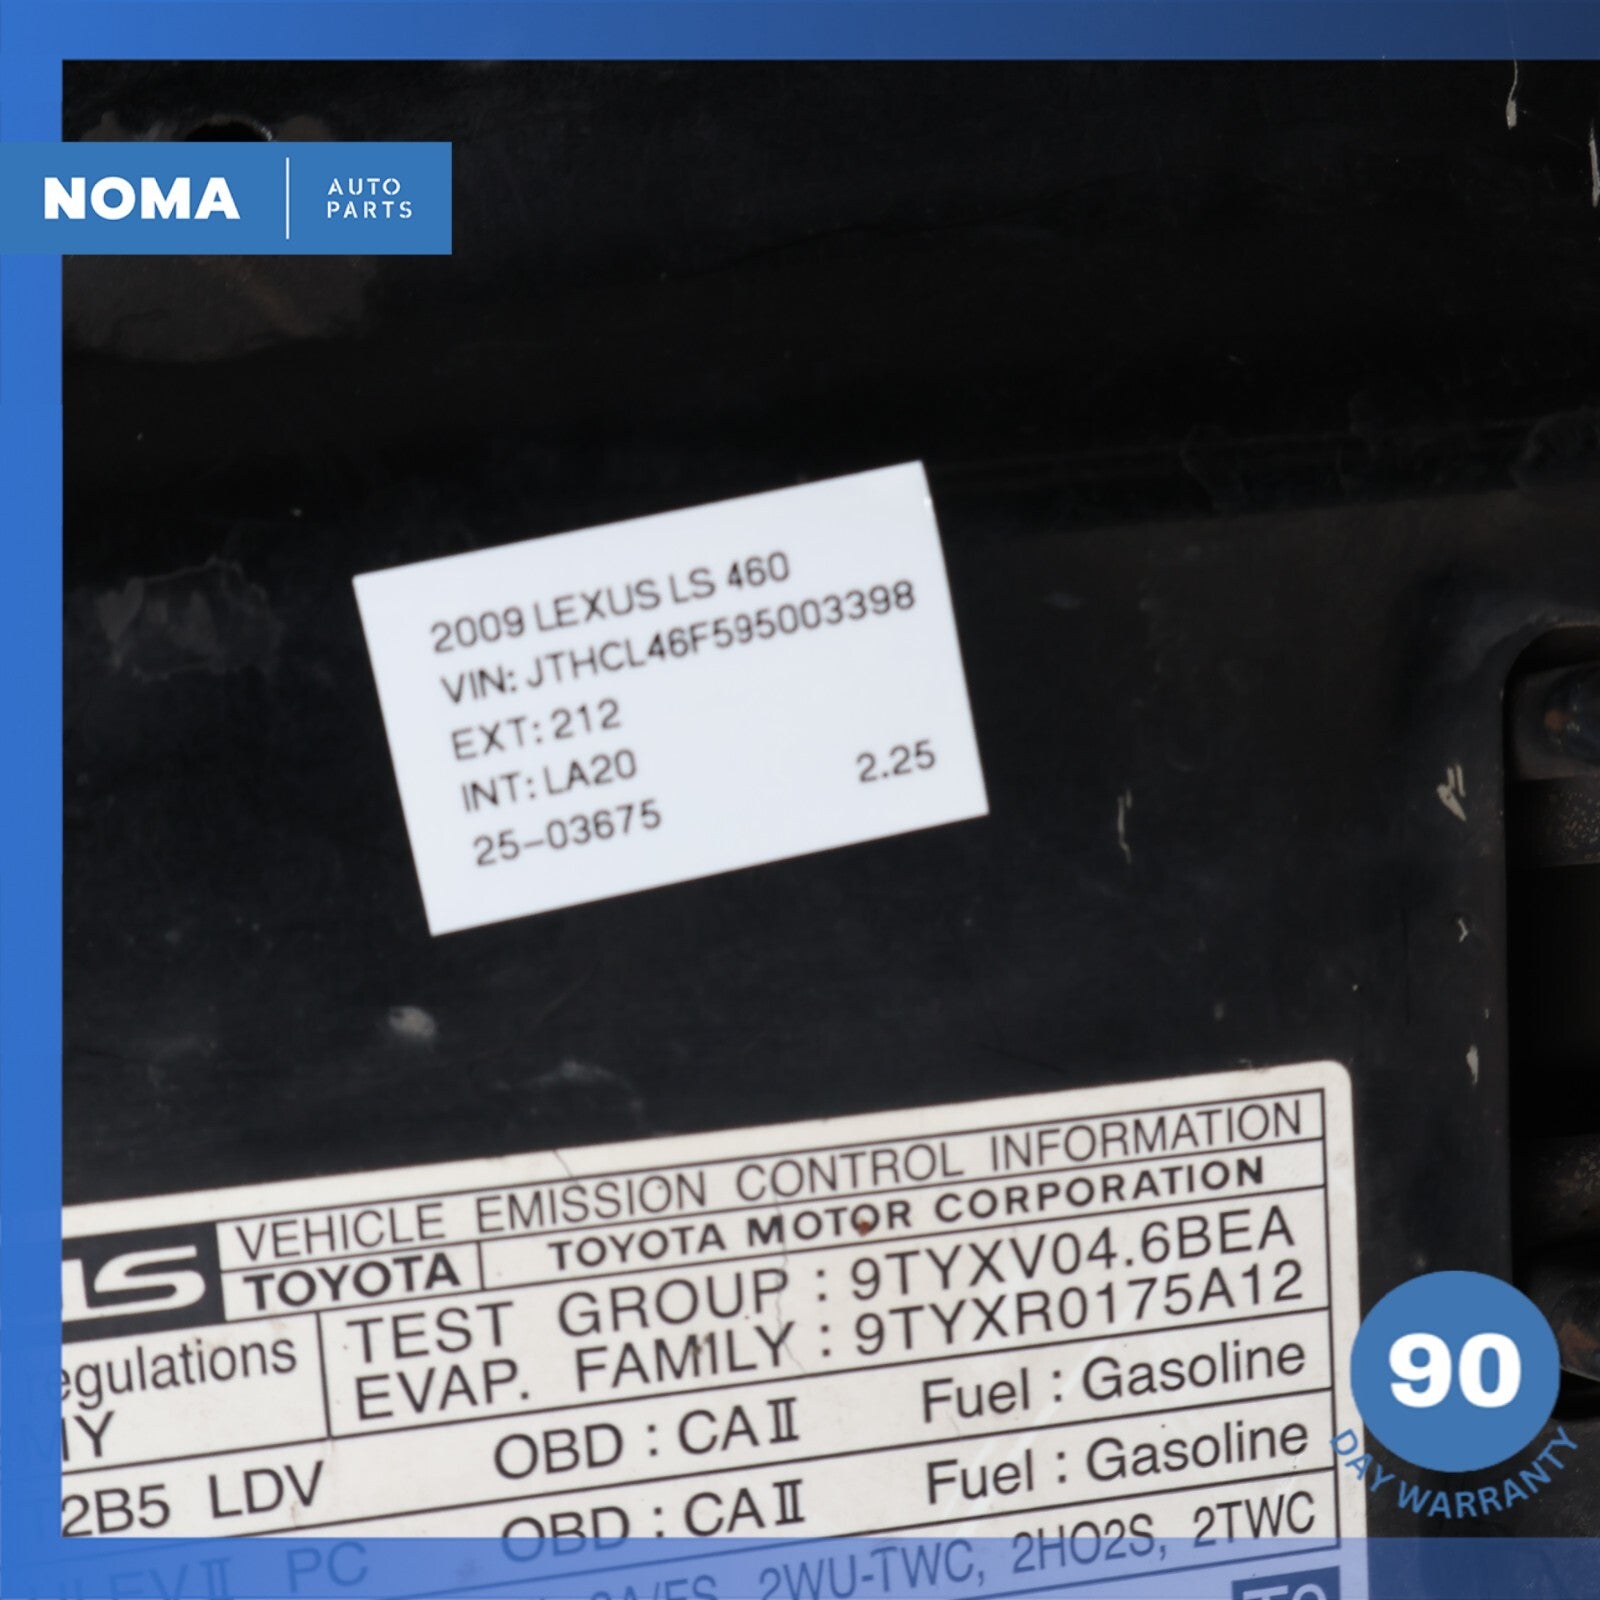 NOMA
AUTO
PARTS
2009 LEXUS LS 460
VIN: JTHCL46F595003398
EXT: 212
INT: LA20
25-03675 2.25
VEHICLE EMISSION CONTROL INFORMATION
TOYOTA TOYOTA MOTOR CORPORATION
TEST GROUP : 9TYXV04.6BEA
egulations EVAP. FAMILY : 9TYXR0175A12
OBD : CAII Fuel : Gasoline
2B5 LDV
OBD : CAII Fuel : Gasoline
PC 2WU-TWC, 2HO2S, 2TWC
90
DAY WARRANTY